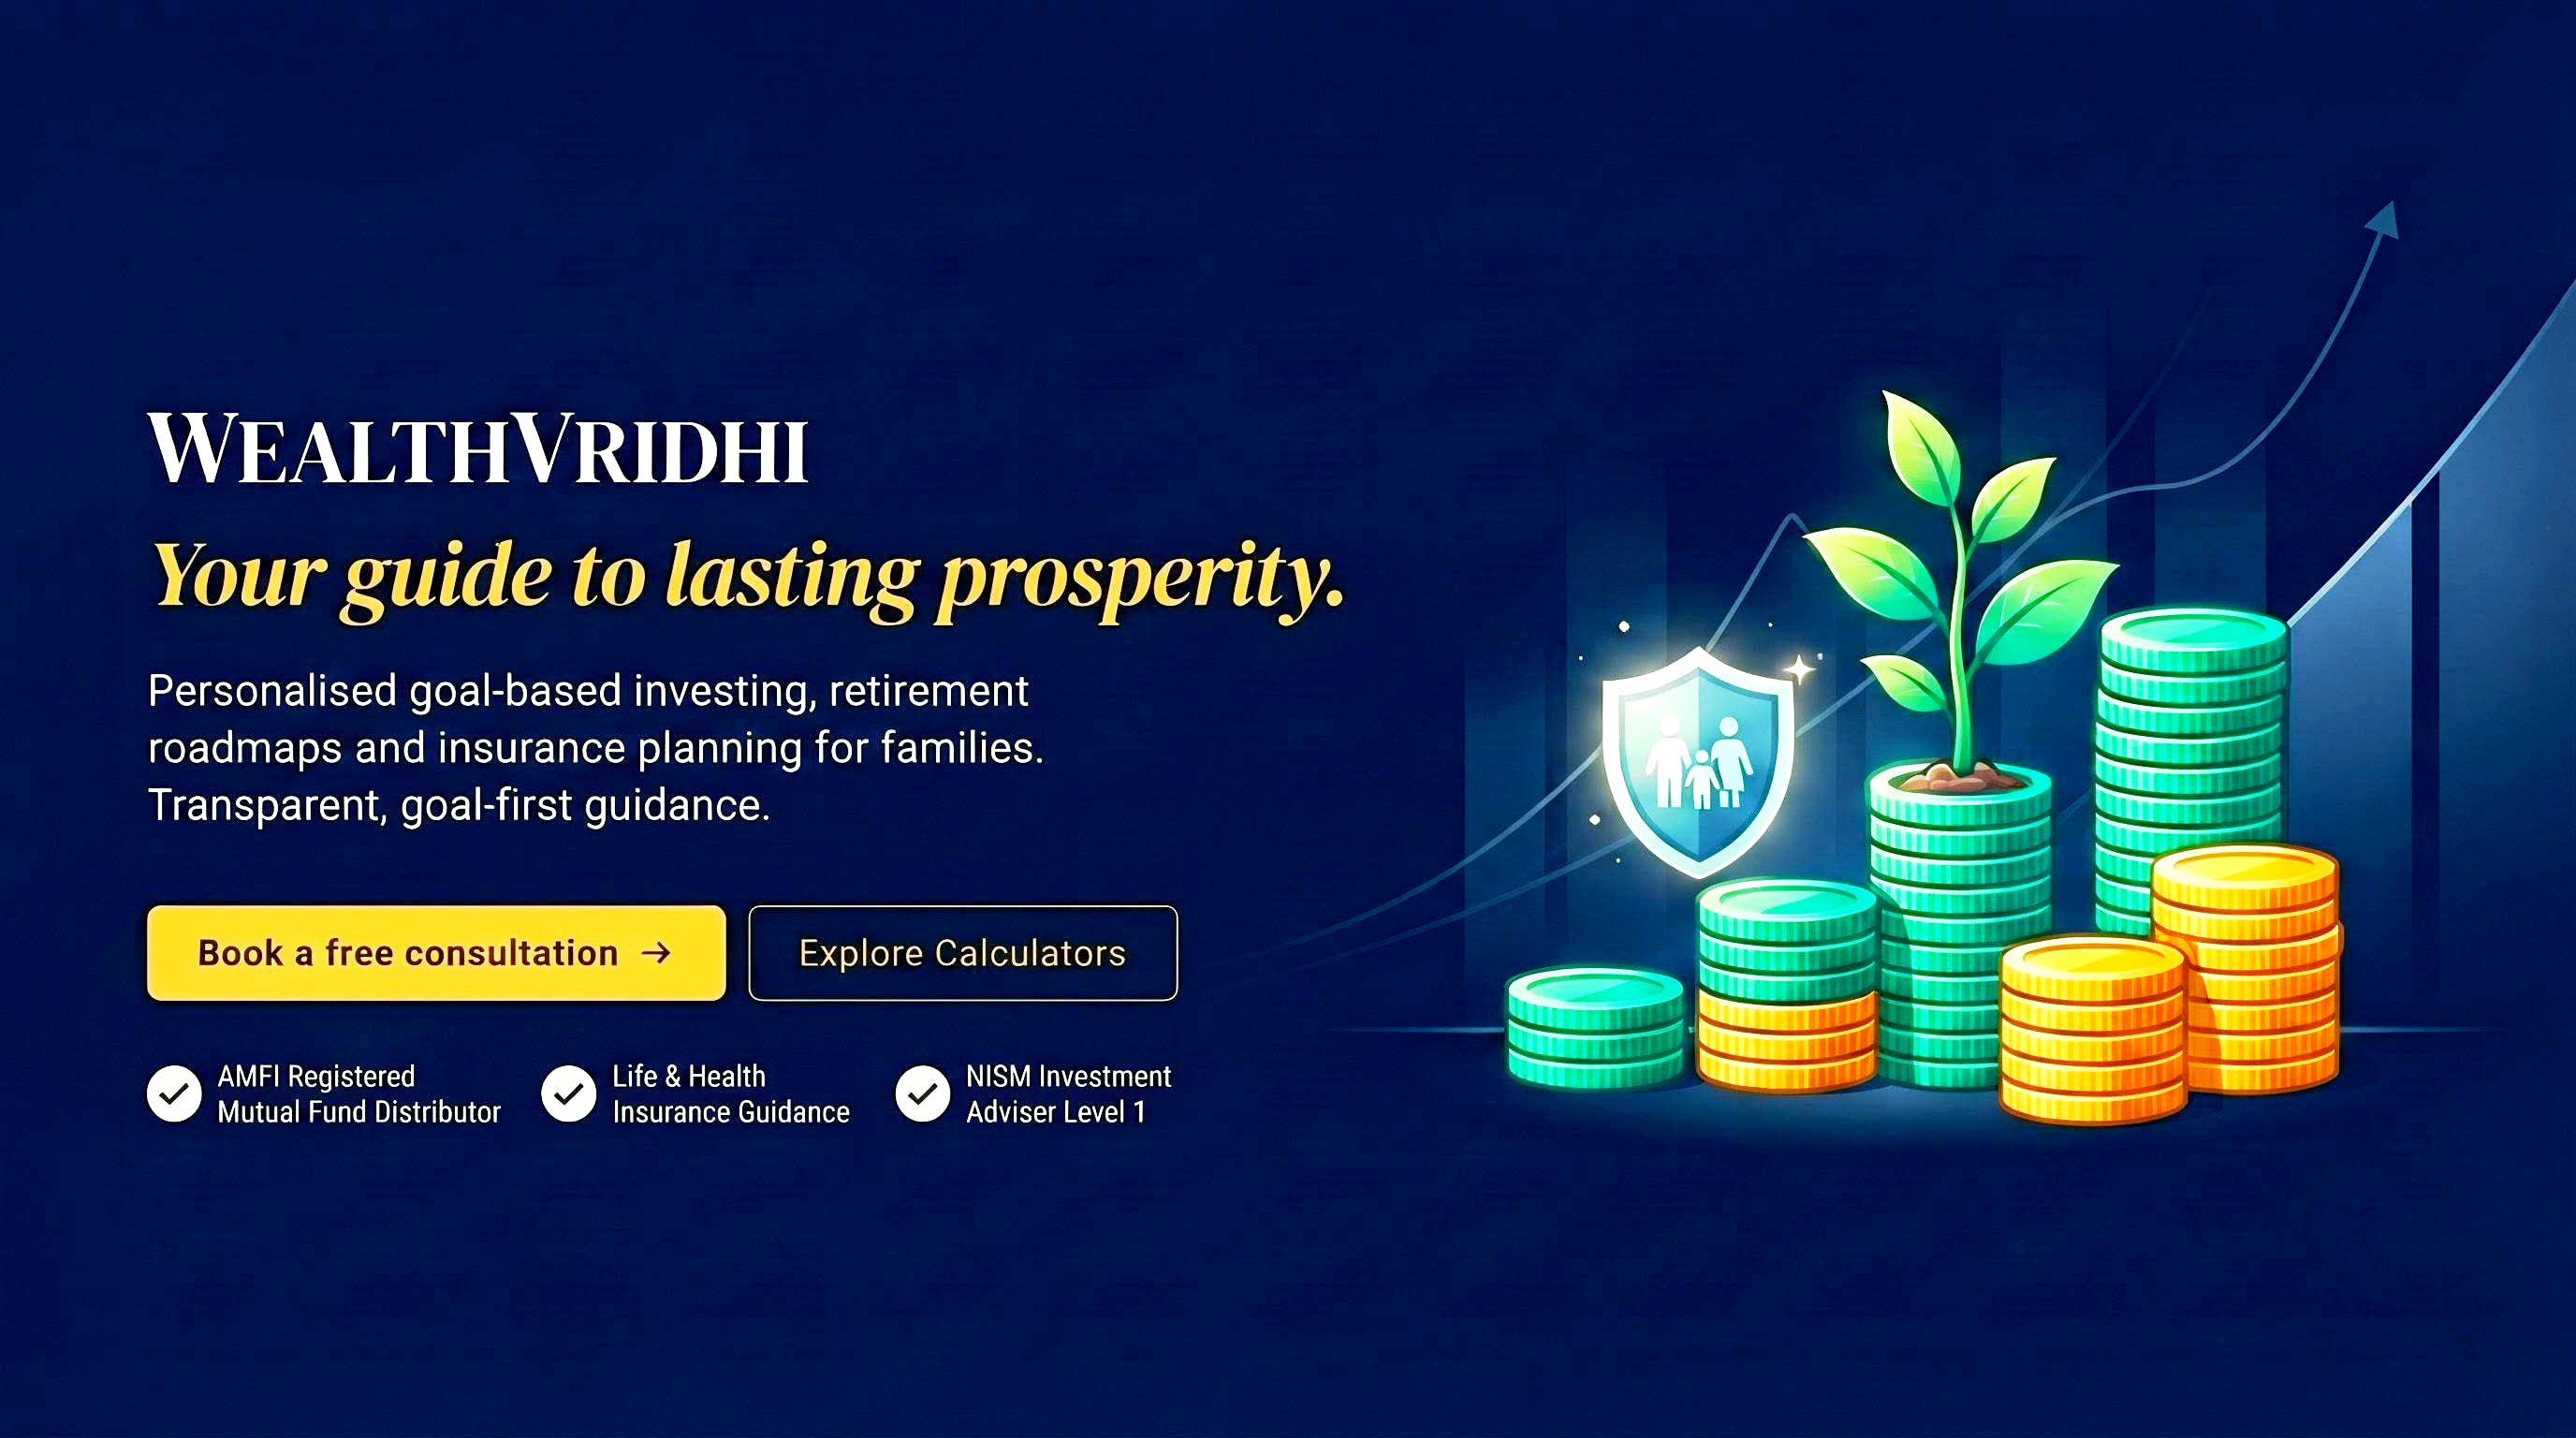 WEALTHVRIDHI
Your guide to lasting prosperity.
Personalised goal-based investing, retirement
roadmaps and insurance planning for families.
Transparent, goal-first guidance.
Book a free consultation →
Explore Calculators
AMFI Registered
Mutual Fund Distributor
Life & Health
Insurance Guidance
NISM Investment
Adviser Level 1